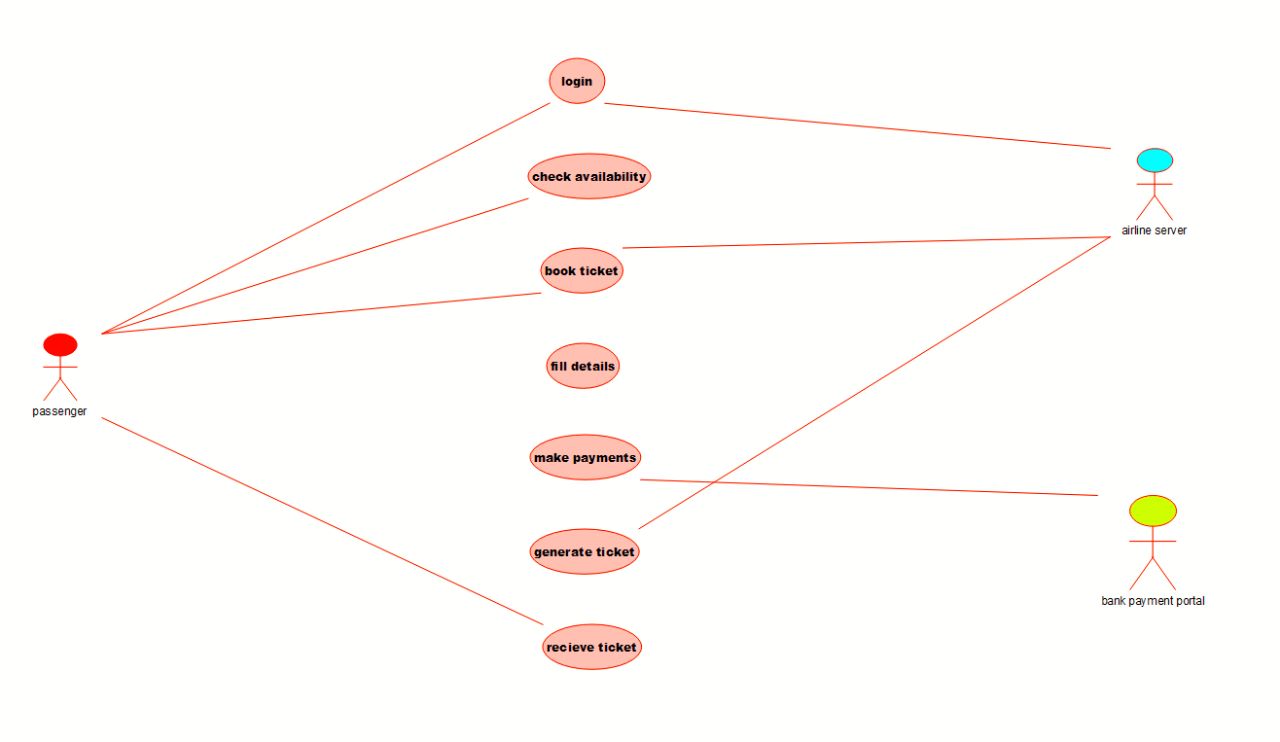 login
check availability
airline server
book ticket
fill details
passenger
make payments
generate ticket
bank payment portal
recieve ticket